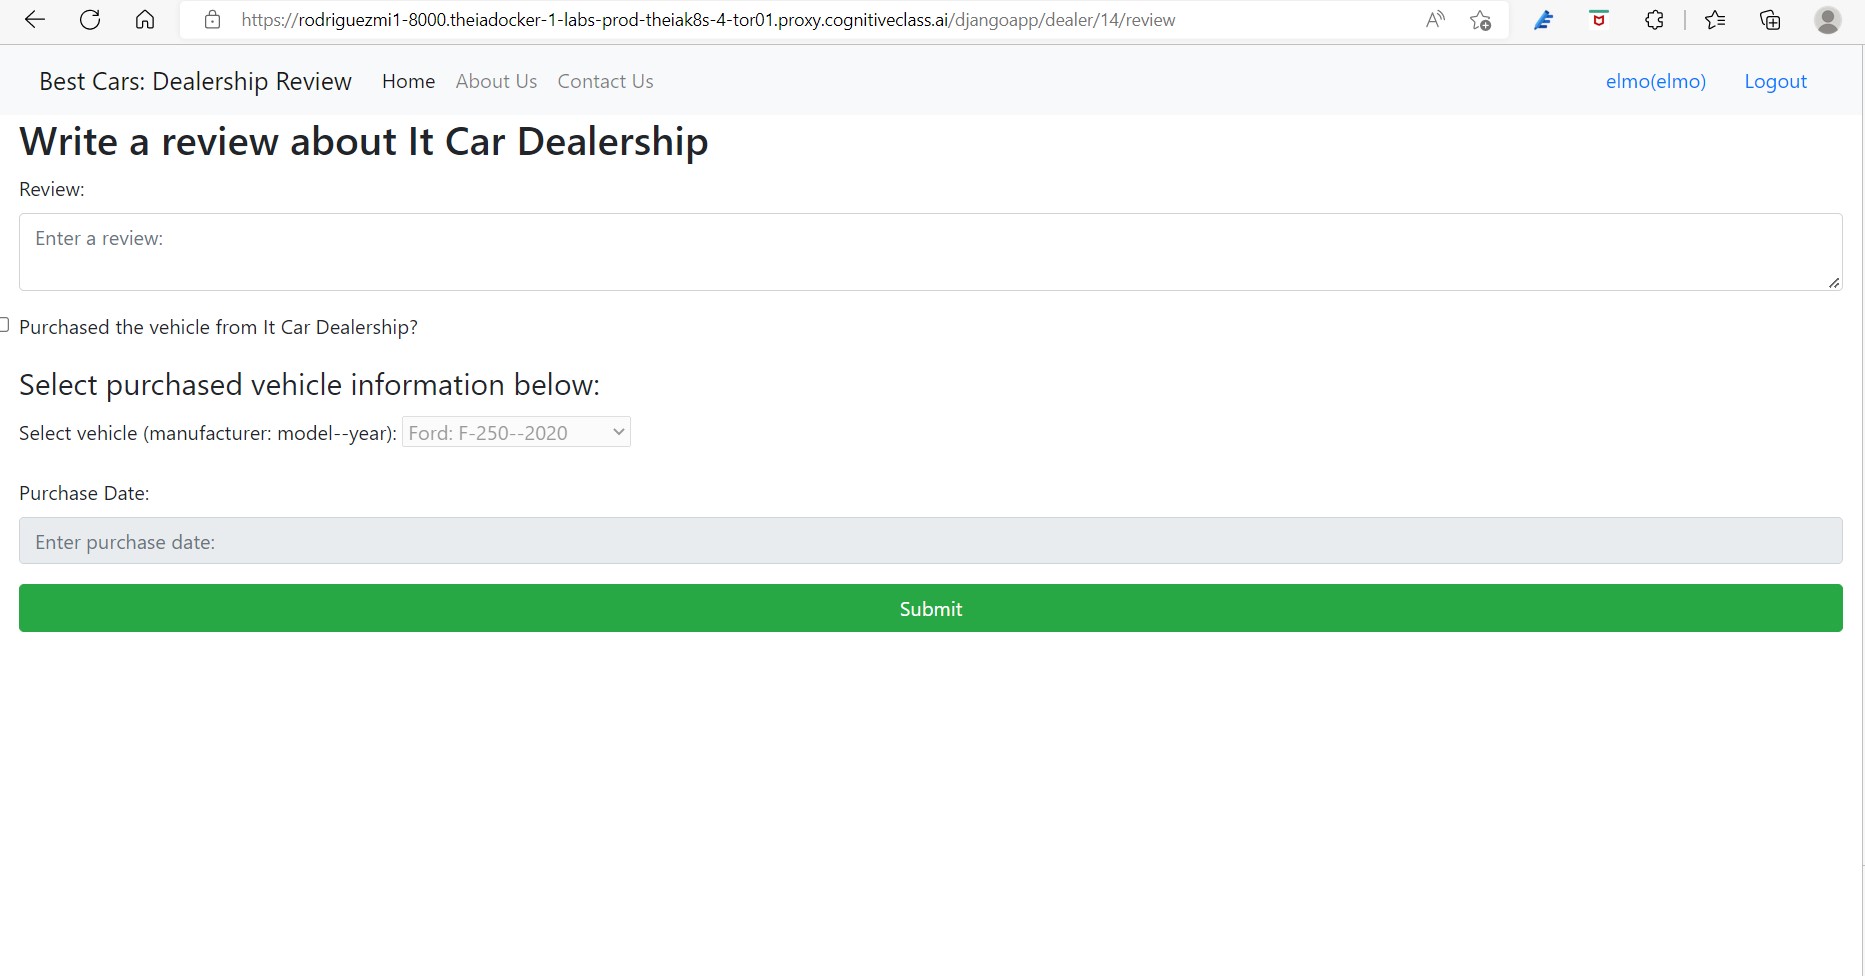 https://rodriguezmi1-8000.theiadocker-1-labs-prod-theiak8s-4-tor01.proxy.cognitiveclass.ai/djangoapp/dealer/14/review
Best Cars: Dealership Review Home About Us Contact Us elmo(elmo) Logout
Write a review about It Car Dealership
Review:
Enter a review:
Purchased the vehicle from It Car Dealership?
Select purchased vehicle information below:
Select vehicle (manufacturer: model--year): Ford: F-250--2020
Purchase Date:
Enter purchase date:
Submit